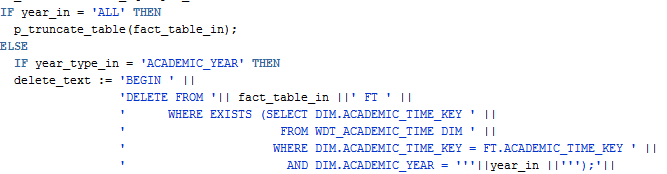 IF year_in = 'ALL' THEN
  p_truncate_table(fact_table_in);
ELSE
  IF year_type_in = 'ACADEMIC_YEAR' THEN
  delete_text := 'BEGIN ' ||
                 'DELETE FROM '|| fact_table_in ||' FT ' ||
                 '      WHERE EXISTS (SELECT DIM.ACADEMIC_TIME_KEY ' ||
                 '                      FROM WDT_ACADEMIC_TIME DIM ' ||
                 '                     WHERE DIM.ACADEMIC_TIME_KEY = FT.ACADEMIC_TIME_KEY ' ||
                 '                       AND DIM.ACADEMIC_YEAR = '''||year_in ||''');'||